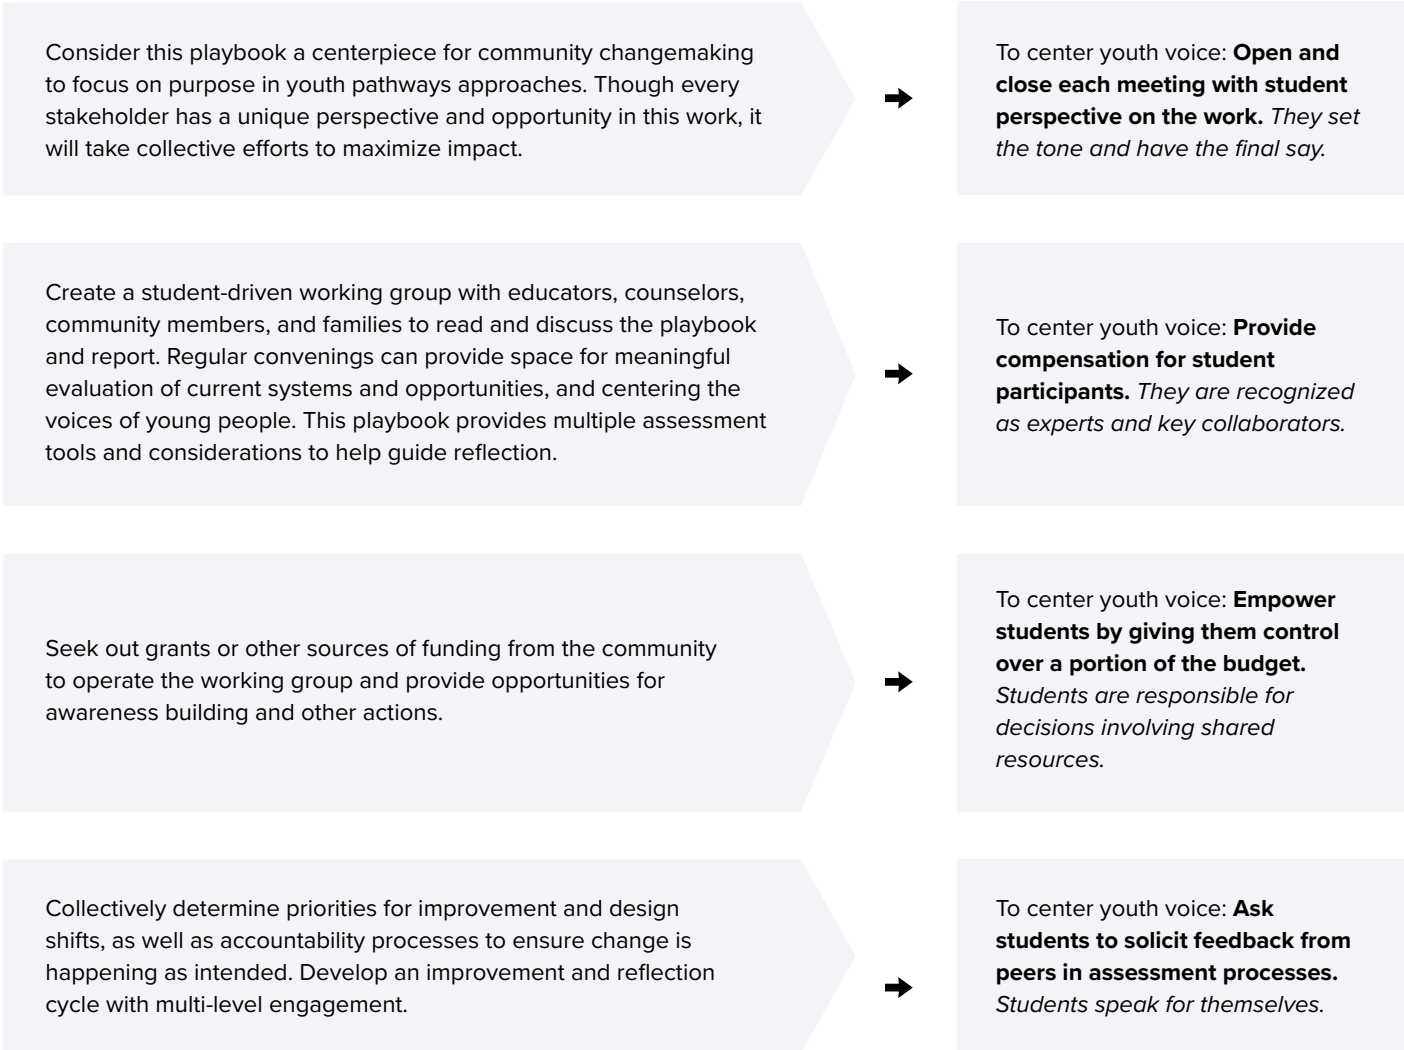 Consider this playbook a centerpiece for community changemaking
to focus on purpose in youth pathways approaches. Though every
stakeholder has a unique perspective and opportunity in this work, it
will take collective efforts to maximize impact.
To center youth voice: Open and
close each meeting with student
perspective on the work. They set
the tone and have the final say.
Create a student-driven working group with educators, counselors,
community members, and families to read and discuss the playbook
and report. Regular convenings can provide space for meaningful
evaluation of current systems and opportunities, and centering the
voices of young people. This playbook provides multiple assessment
tools and considerations to help guide reflection.
To center youth voice: Provide
compensation for student
participants. They are recognized
as experts and key collaborators.
Seek out grants or other sources of funding from the community
to operate the working group and provide opportunities for
awareness building and other actions.
To center youth voice: Empower
students by giving them control
over a portion of the budget.
Students are responsible for
decisions involving shared
resources.
Collectively determine priorities for improvement and design
shifts, as well as accountability processes to ensure change is
happening as intended. Develop an improvement and reflection
cycle with multi-level engagement.
To center youth voice: Ask
students to solicit feedback from
peers in assessment processes.
Students speak for themselves.